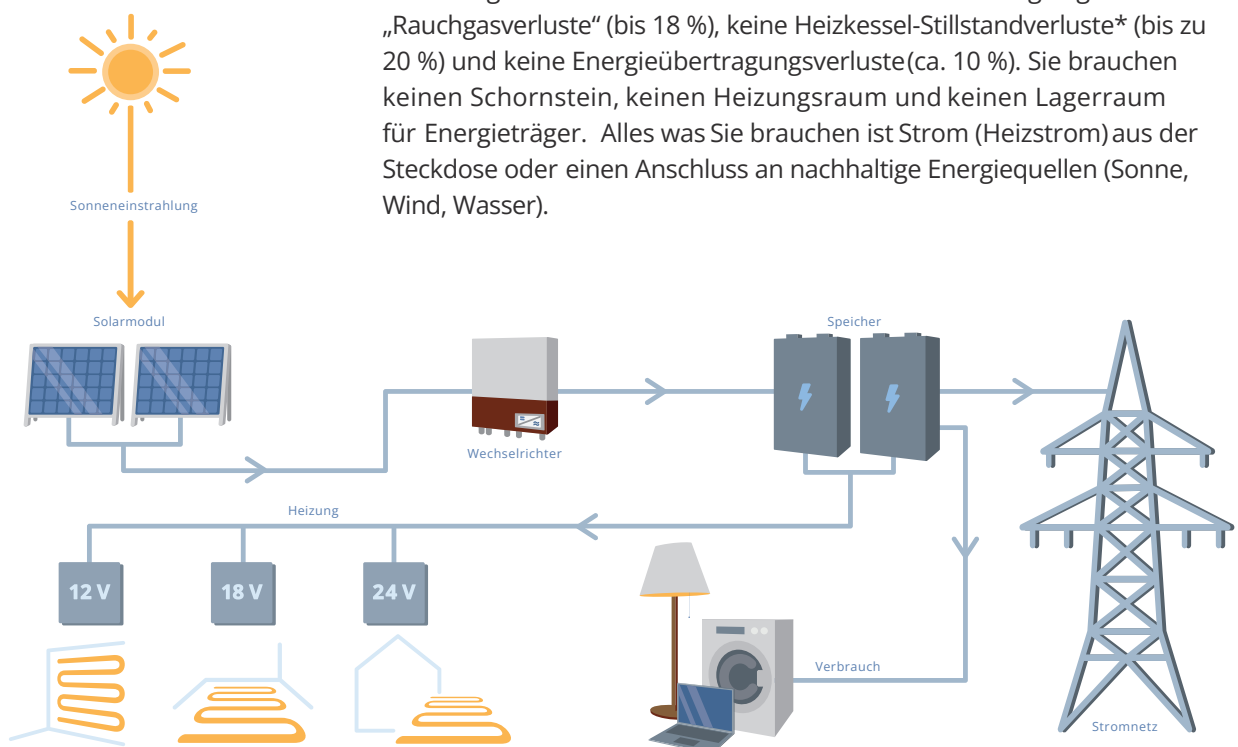 „Rauchgasverluste“ (bis 18 %), keine Heizkessel-Stillstandverluste* (bis zu
20 %) und keine Energieübertragungsverluste (ca. 10 %). Sie brauchen
keinen Schornstein, keinen Heizungsraum und keinen Lagerraum
für Energieträger. Alles was Sie brauchen ist Strom (Heizstrom) aus der
Steckdose oder einen Anschluss an nachhaltige Energiequellen (Sonne,
Wind, Wasser).
Sonneneinstrahlung
Solarmodul
Speicher
Wechselrichter
Heizung
12 V
18 V
24 V
Verbrauch
Stromnetz